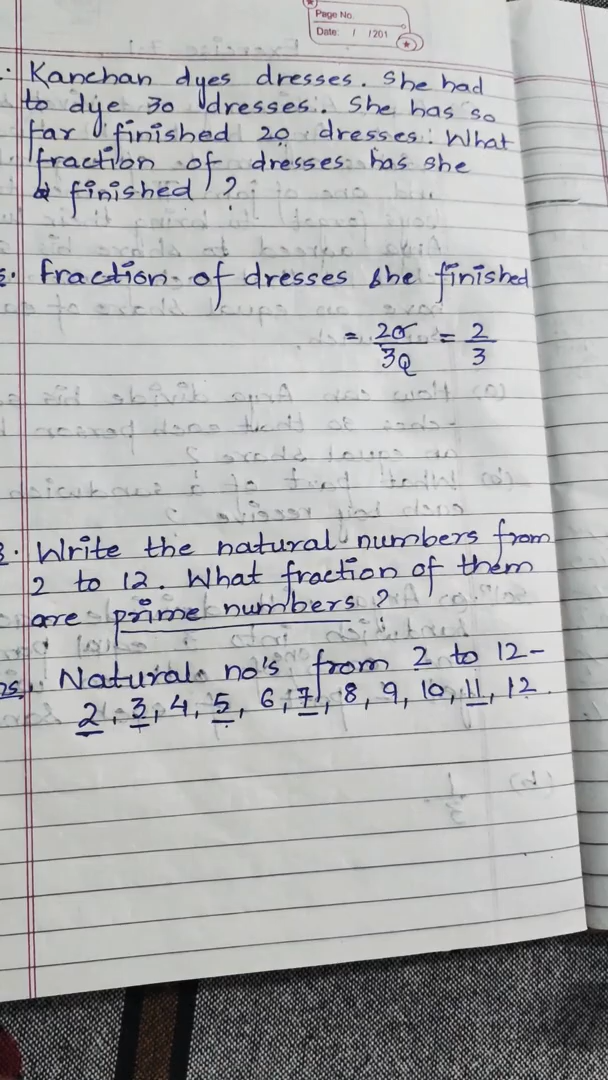 Page No.
Date: / /201
Kanchan dyes dresses. She had
to dye 30 dresses. She has so
far finished 20 dresses. What
fraction of dresses has she
finished ?
fraction of dresses she finished
= 20/30 = 2/3
3. Write the natural numbers from
2 to 12. What fraction of them
are prime numbers ?
ns. Natural no's from 2 to 12-
2, 3, 4, 5, 6, 7, 8, 9, 10, 11, 12.